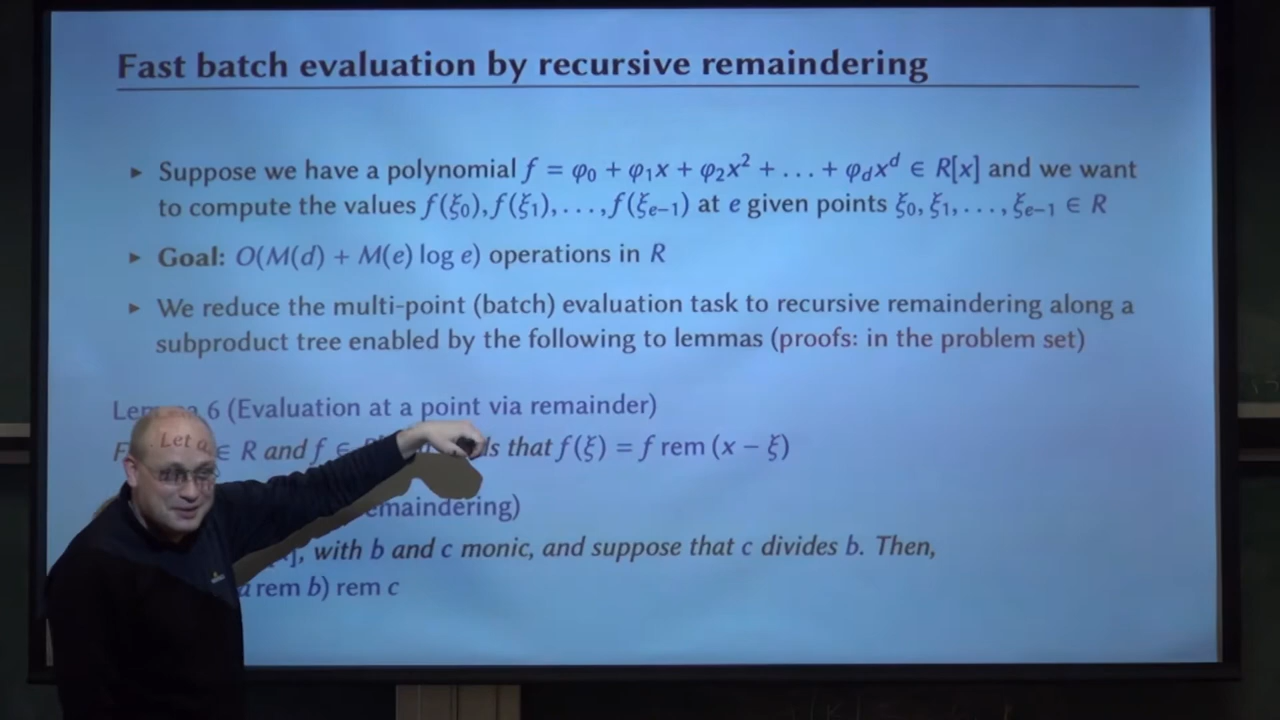 Fast batch evaluation by recursive remaindering
▸ Suppose we have a polynomial f = φ₀ + φ₁x + φ₂x² + . . . + φ_d x^d ∈ R[x] and we want
to compute the values f(ξ₀), f(ξ₁), . . . , f(ξ_{e−1}) at e given points ξ₀, ξ₁, . . . , ξ_{e−1} ∈ R
▸ Goal: O(M(d) + M(e) log e) operations in R
▸ We reduce the multi-point (batch) evaluation task to recursive remaindering along a
subproduct tree enabled by the following to lemmas (proofs: in the problem set)
6 (Evaluation at a point via remainder)
∈ R and f ∈ that f(ξ) = f rem (x − ξ)
Let
with b and c monic, and suppose that c divides b. Then,
a rem b) rem c